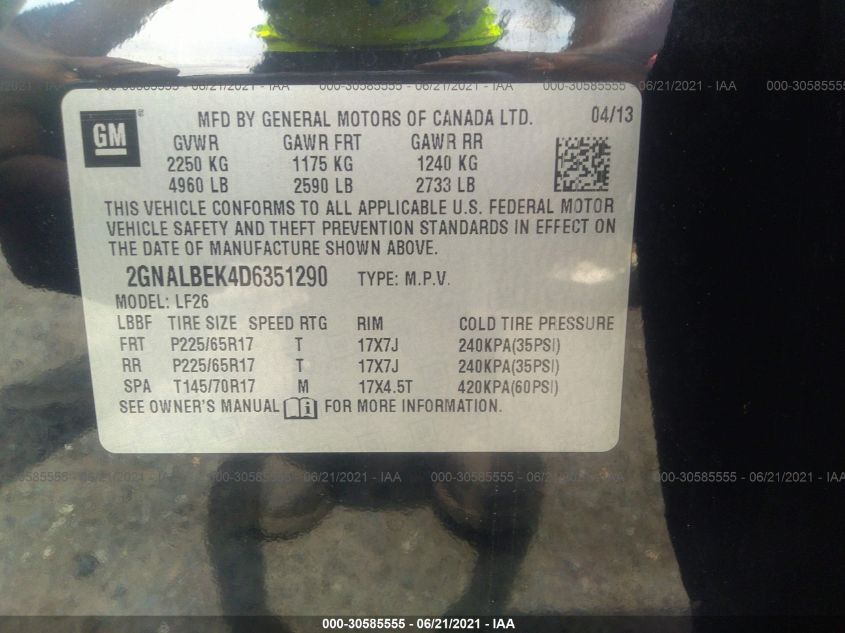 000-30585555 - 06/21/2021 - IAA
GM
MFD BY GENERAL MOTORS OF CANADA LTD. 04/13
GVWR GAWR FRT GAWR RR
2250 KG 1175 KG 1240 KG
4960 LB 2590 LB 2733 LB
THIS VEHICLE CONFORMS TO ALL APPLICABLE U.S. FEDERAL MOTOR
VEHICLE SAFETY AND THEFT PREVENTION STANDARDS IN EFFECT ON
THE DATE OF MANUFACTURE SHOWN ABOVE.
2GNALBEK4D6351290 TYPE: M.P.V.
MODEL: LF26
LBBF TIRE SIZE SPEED RTG RIM COLD TIRE PRESSURE
FRT P225/65R17 T 17X7J 240KPA(35PSI)
RR P225/65R17 T 17X7J 240KPA(35PSI)
SPA T145/70R17 M 17X4.5T 420KPA(60PSI)
SEE OWNER'S MANUAL FOR MORE INFORMATION.
000-30585555 - 06/21/2021 - IAA
000-30585555 - 06/21/2021 - IAA